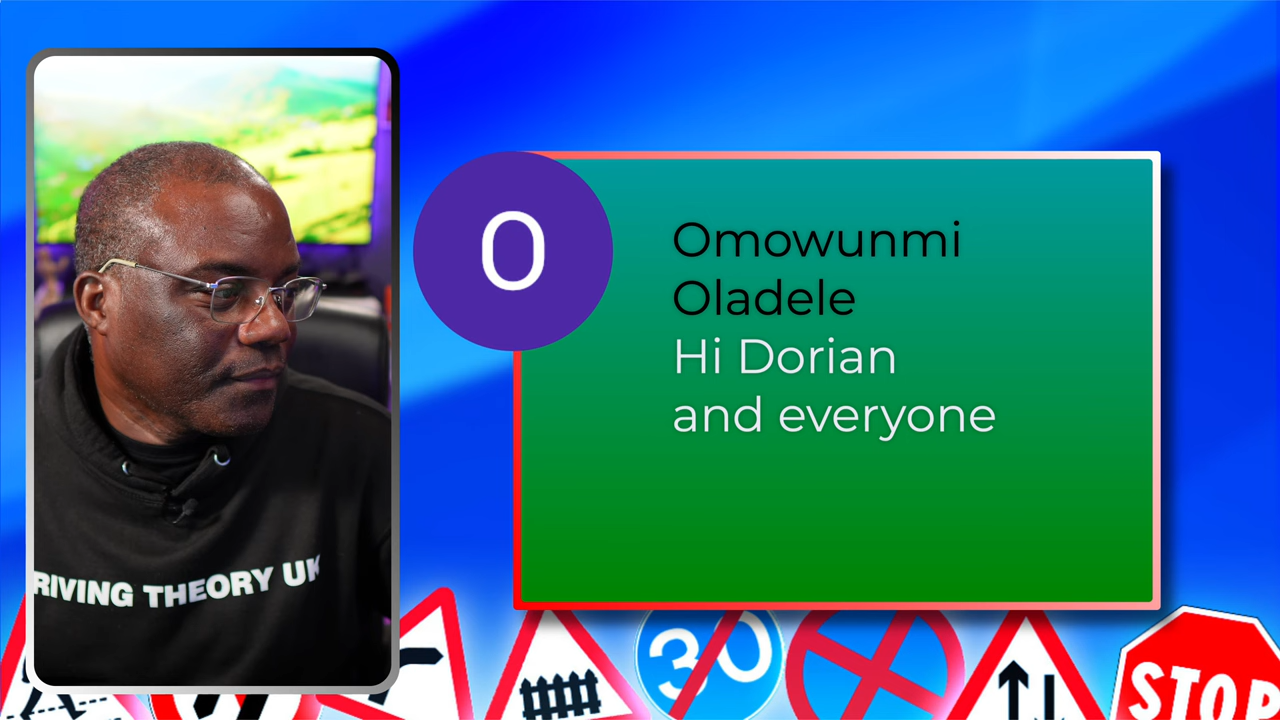 O
Omowunmi
Oladele
Hi Dorian
and everyone
RIVING THEORY UK
30
STOP